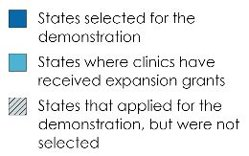 States selected for the
demonstration
States where clinics have
received expansion grants
States that applied for the
demonstration, but were not
selected